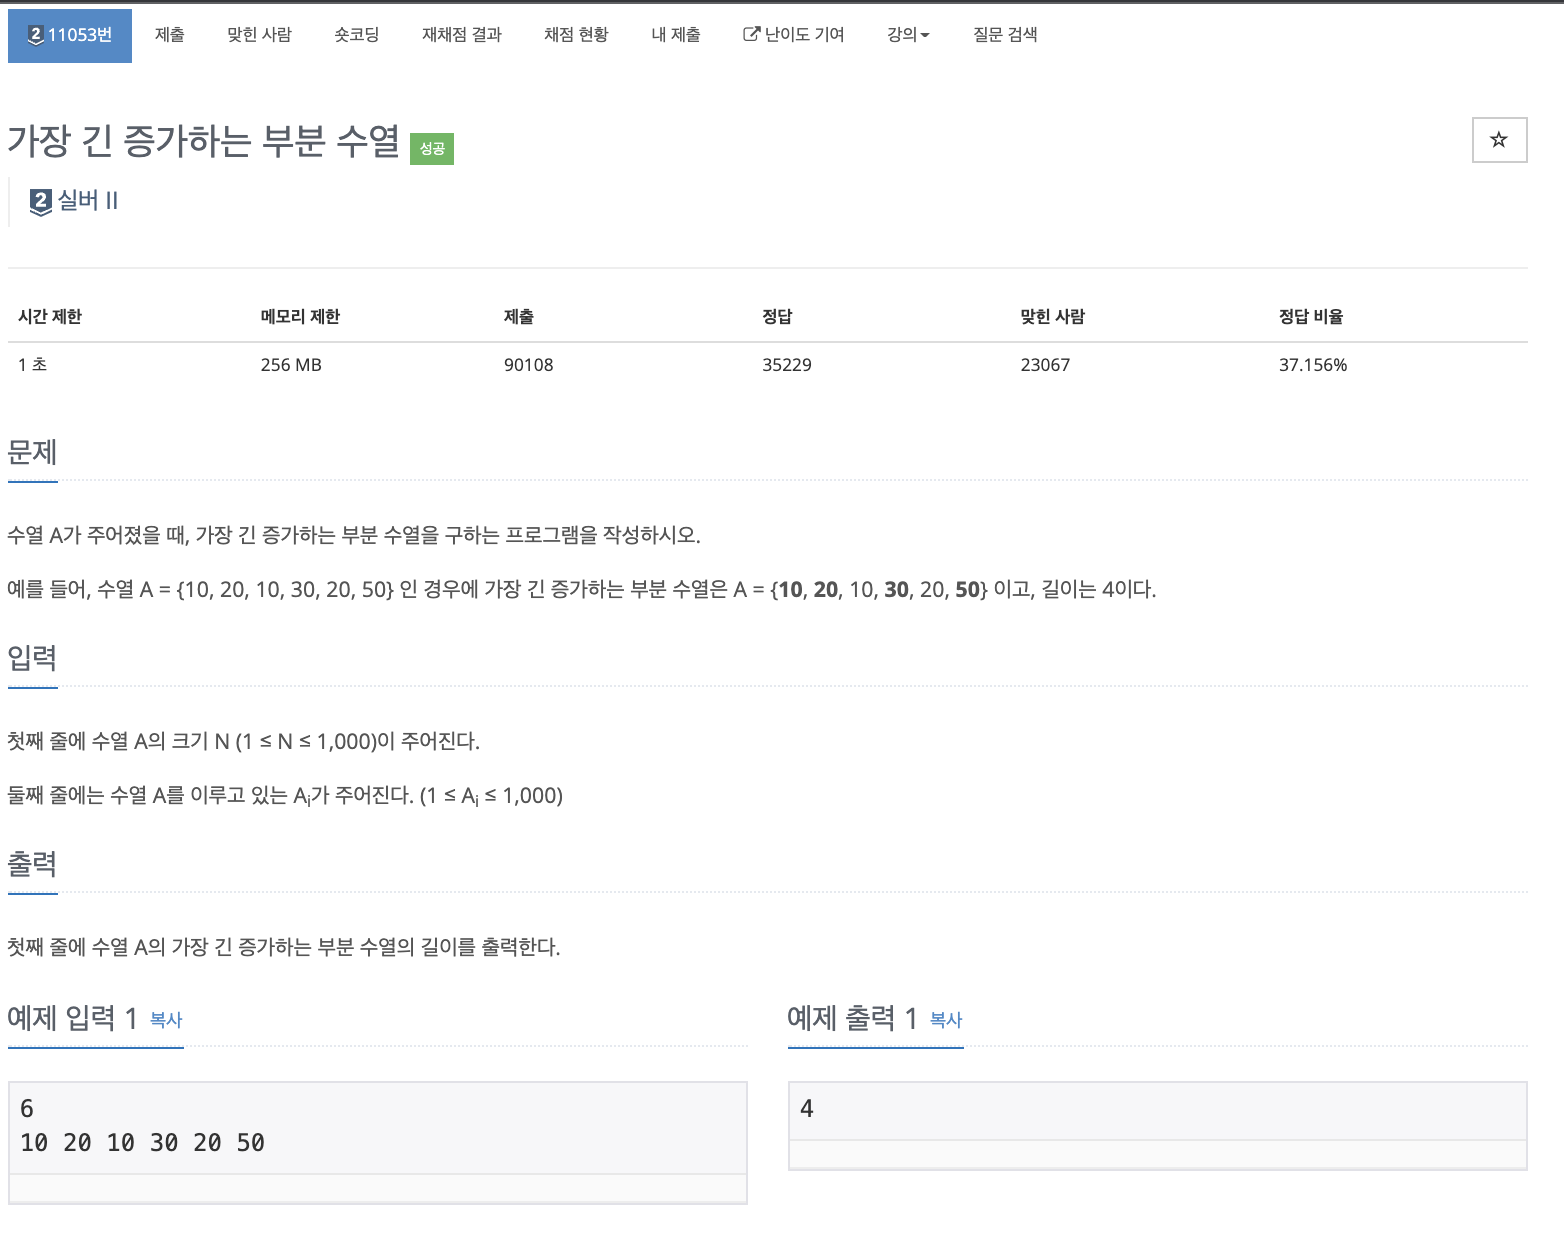 2 11053번 제출 맞힌 사람 숏코딩 재채점 결과 채점 현황 내 제출 난이도 기여 강의 질문 검색
가장 긴 증가하는 부분 수열 성공
2 실버 II
시간 제한 메모리 제한 제출 정답 맞힌 사람 정답 비율
1 초 256 MB 90108 35229 23067 37.156%
문제
수열 A가 주어졌을 때, 가장 긴 증가하는 부분 수열을 구하는 프로그램을 작성하시오.
예를 들어, 수열 A = {10, 20, 10, 30, 20, 50} 인 경우에 가장 긴 증가하는 부분 수열은 A = {10, 20, 10, 30, 20, 50} 이고, 길이는 4이다.
입력
첫째 줄에 수열 A의 크기 N (1 ≤ N ≤ 1,000)이 주어진다.
둘째 줄에는 수열 A를 이루고 있는 Ai가 주어진다. (1 ≤ Ai ≤ 1,000)
출력
첫째 줄에 수열 A의 가장 긴 증가하는 부분 수열의 길이를 출력한다.
예제 입력 1 복사
6
10 20 10 30 20 50
예제 출력 1 복사
4